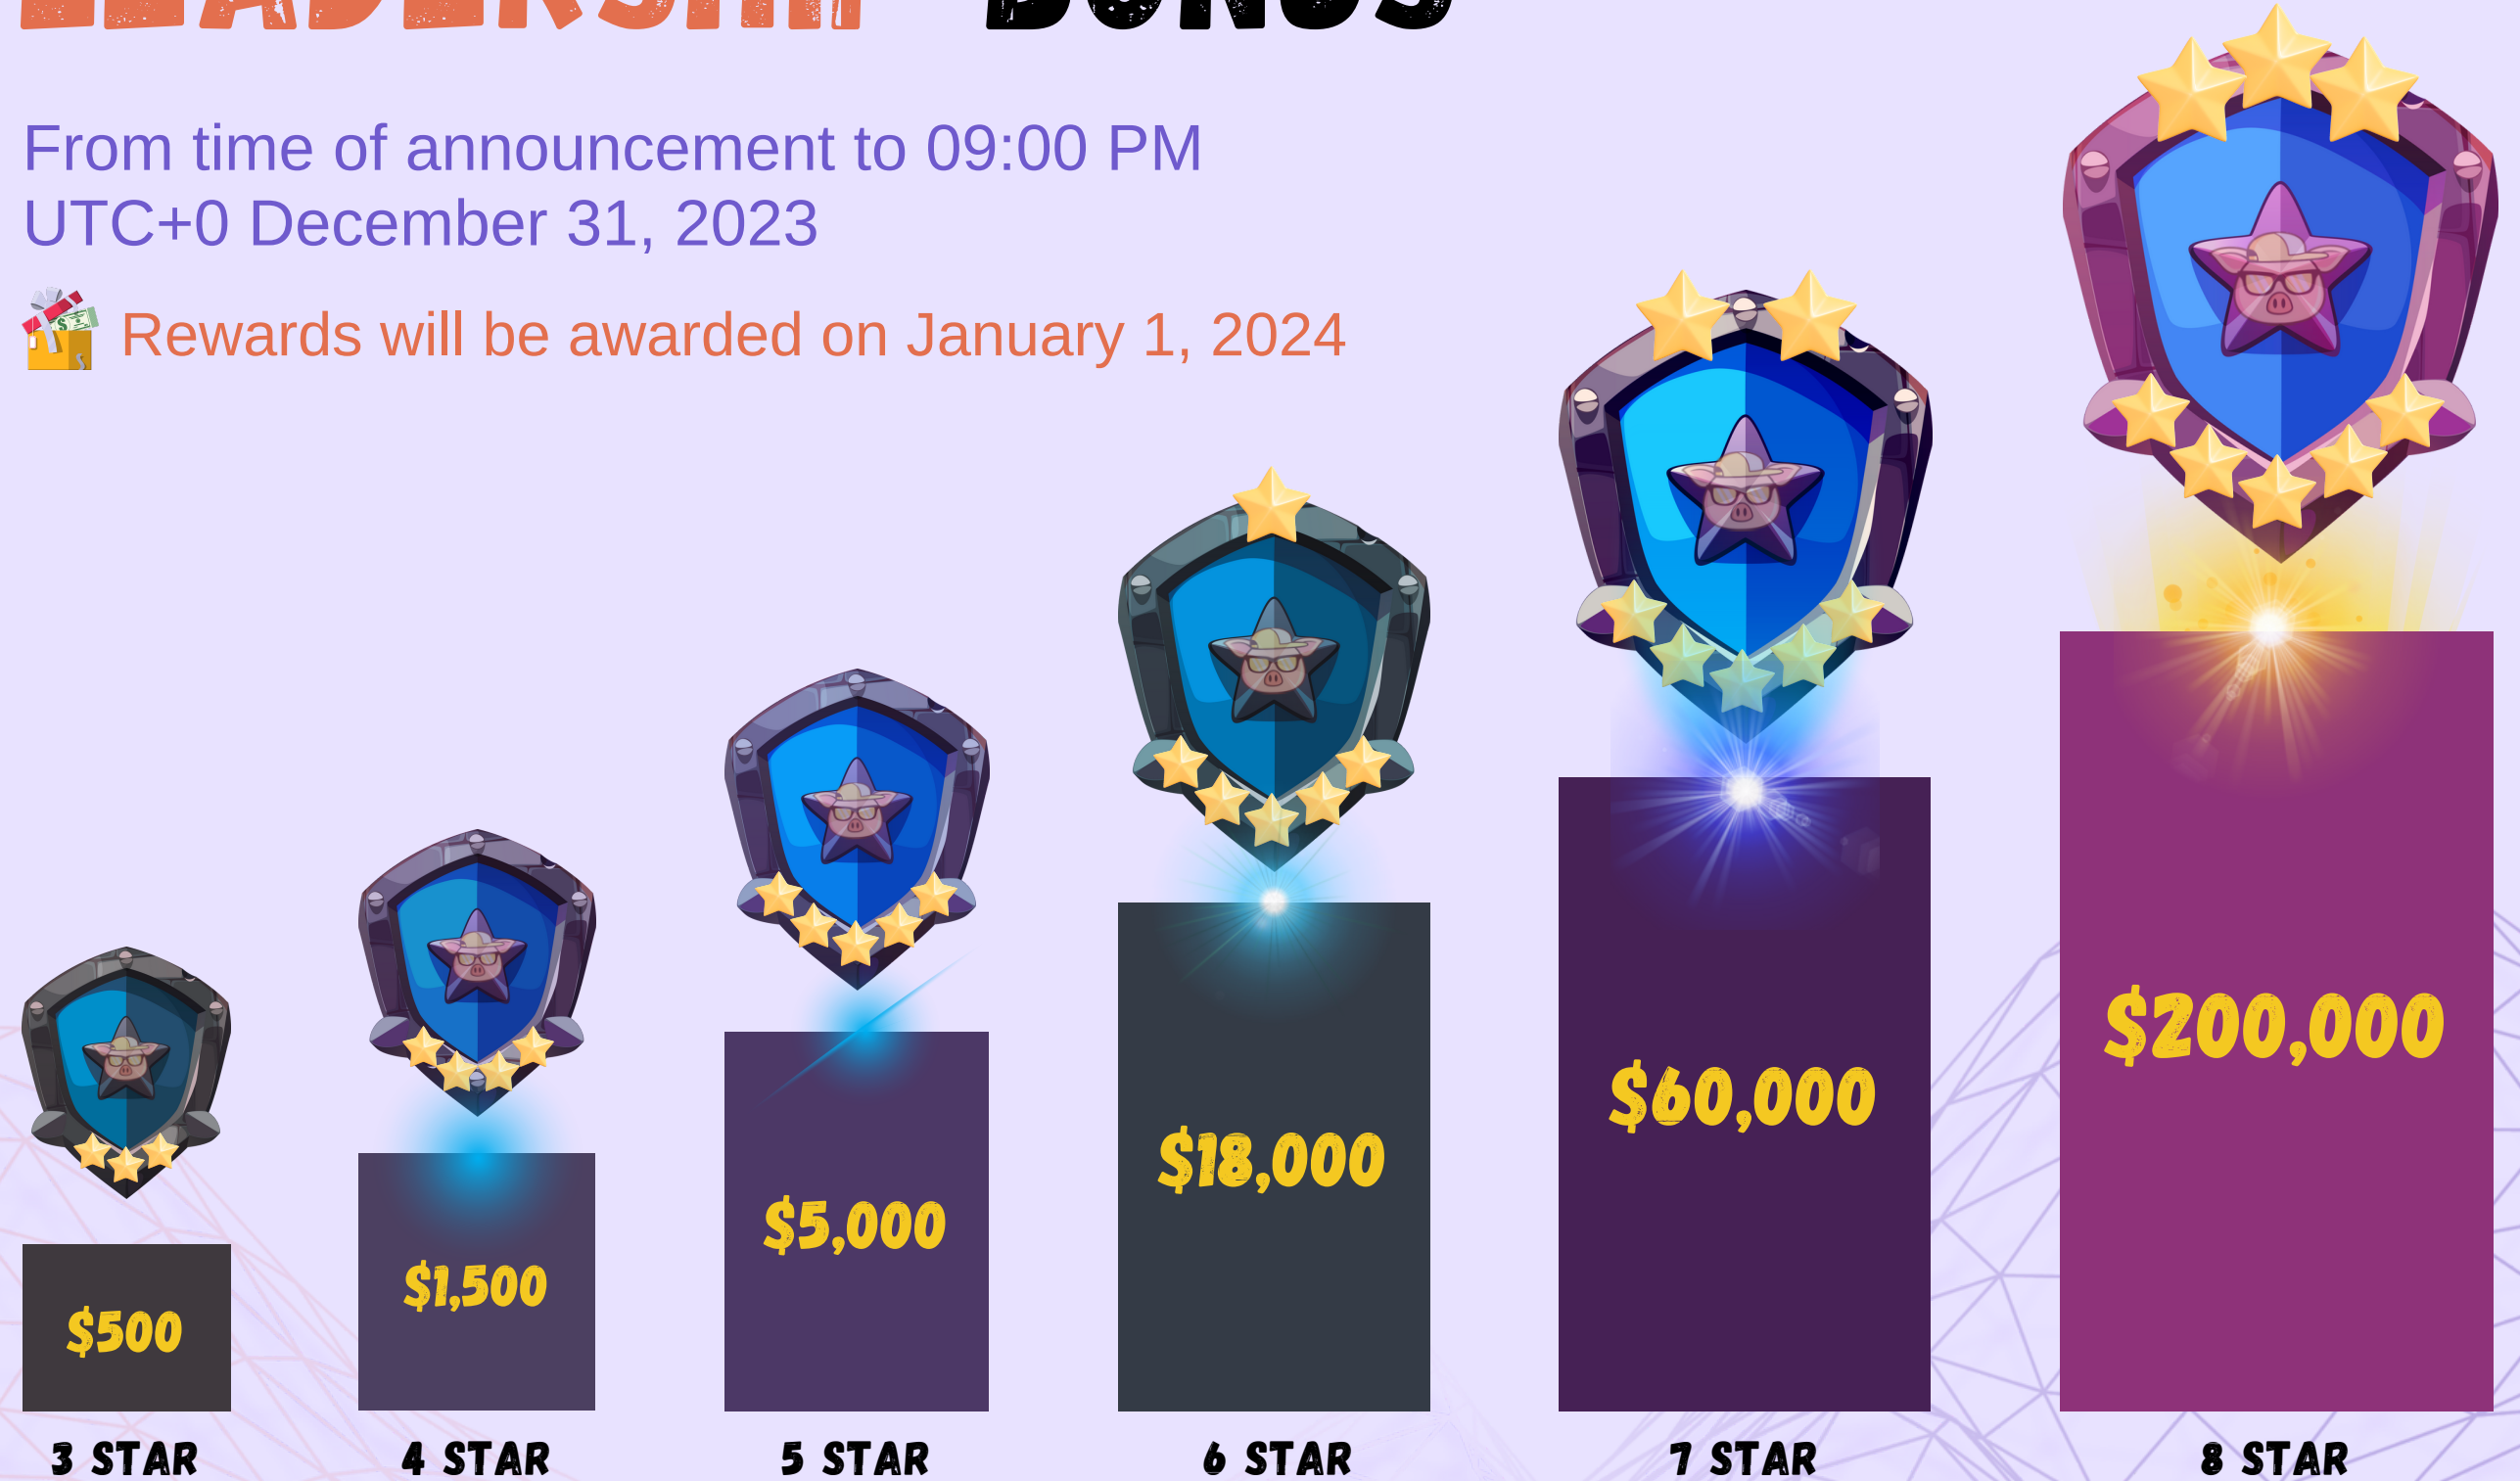 LEADERSHIP BONUS
From time of announcement to 09:00 PM
UTC+0 December 31, 2023
Rewards will be awarded on January 1, 2024
$500
$1,500
$5,000
$18,000
$60,000
$200,000
3 STAR
4 STAR
5 STAR
6 STAR
7 STAR
8 STAR